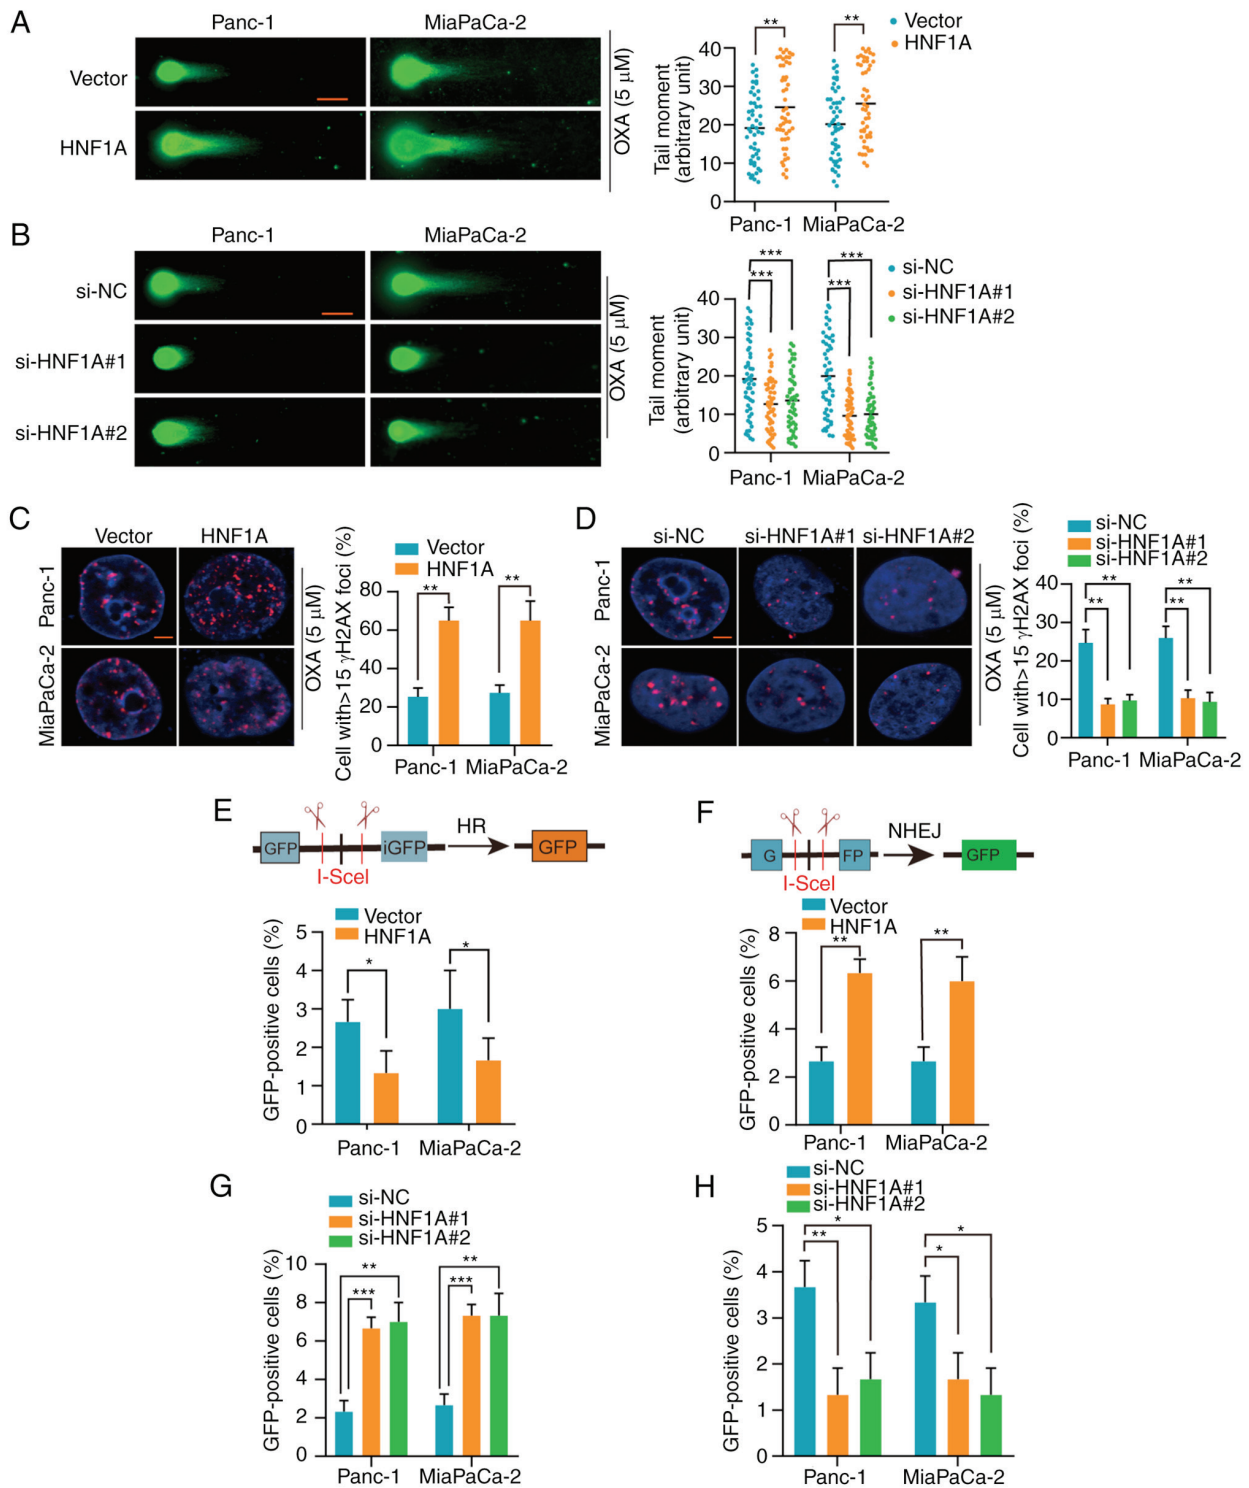 A
Panc-1
MiaPaCa-2
Vector
HNF1A
OXA (5 μM)
Tail moment
(arbitrary unit)
40
30
20
10
0
**
**
Vector
HNF1A
Panc-1
MiaPaCa-2
B
Panc-1
MiaPaCa-2
si-NC
si-HNF1A#1
si-HNF1A#2
OXA (5 μM)
Tail moment
(arbitrary unit)
40
30
20
10
0
***
***
***
***
si-NC
si-HNF1A#1
si-HNF1A#2
Panc-1
MiaPaCa-2
C
Vector
HNF1A
Panc-1
MiaPaCa-2
OXA (5 μM)
Cell with>15 γH2AX foci (%)
Vector
HNF1A
80
60
40
20
0
**
**
Panc-1
MiaPaCa-2
D
si-NC
si-HNF1A#1
si-HNF1A#2
Panc-1
MiaPaCa-2
OXA (5 μM)
Cell with>15 γH2AX foci (%)
si-NC
si-HNF1A#1
si-HNF1A#2
40
30
20
10
0
**
**
**
**
Panc-1
MiaPaCa-2
E
GFP
iGFP
I-SceI
HR
GFP
Vector
HNF1A
GFP-positive cells (%)
5
4
3
2
1
0
*
*
Panc-1
MiaPaCa-2
F
G
FP
I-SceI
NHEJ
GFP
Vector
HNF1A
GFP-positive cells (%)
8
6
4
2
0
**
**
Panc-1
MiaPaCa-2
G
si-NC
si-HNF1A#1
si-HNF1A#2
GFP-positive cells (%)
10
8
6
4
2
0
**
***
**
***
Panc-1
MiaPaCa-2
H
si-NC
si-HNF1A#1
si-HNF1A#2
GFP-positive cells (%)
5
4
3
2
1
0
*
**
*
*
Panc-1
MiaPaCa-2